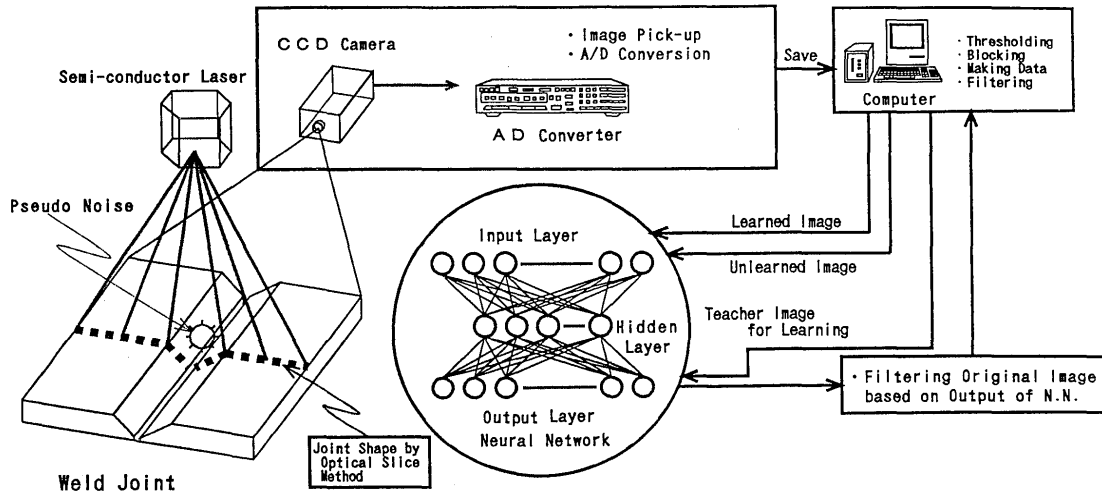 CCD Camera
・Image Pick-up
・A/D Conversion
AD Converter
Semi-conductor Laser
Save
・Thresholding
・Blocking
・Making Data
・Filtering
Computer
Pseudo Noise
Learned Image
Unlearned Image
Teacher Image
for Learning
Input Layer
Hidden
Layer
Output Layer
Neural Network
・Filtering Original Image
based on Output of N.N.
Joint Shape by
Optical Slice
Method
Weld Joint